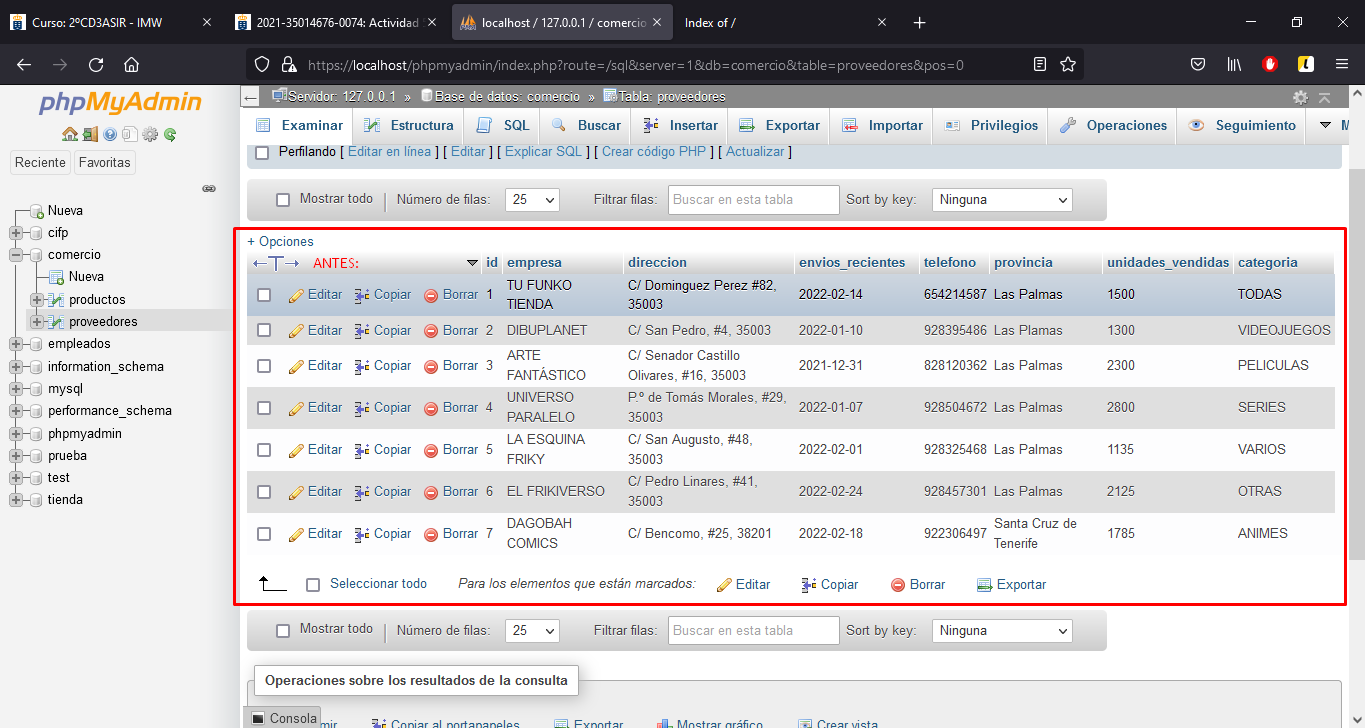 Curso: 2ºCD3ASIR - IMW
2021-35014676-0074: Actividad
localhost / 127.0.0.1 / comercio
Index of /
https://localhost/phpmyadmin/index.php?route=/sql&server=1&db=comercio&table=proveedores&pos=0
phpMyAdmin
Reciente
Favoritas
Nueva
cifp
comercio
Nueva
productos
proveedores
empleados
information_schema
mysql
performance_schema
phpmyadmin
prueba
test
tienda
Servidor: 127.0.0.1 » Base de datos: comercio » Tabla: proveedores
Examinar Estructura SQL Buscar Insertar Exportar Importar Privilegios Operaciones Seguimiento M
Perfilando [ Editar en línea ] [ Editar ] [ Explicar SQL ] [ Crear código PHP ] [ Actualizar ]
Mostrar todo Número de filas: 25 Filtrar filas: Buscar en esta tabla Sort by key: Ninguna
+ Opciones
←T→ ANTES: id empresa direccion envios_recientes telefono provincia unidades_vendidas categoria
Editar Copiar Borrar 1 TU FUNKO TIENDA C/ Dominguez Perez #82, 35003 2022-02-14 654214587 Las Palmas 1500 TODAS
Editar Copiar Borrar 2 DIBUPLANET C/ San Pedro, #4, 35003 2022-01-10 928395486 Las Plamas 1300 VIDEOJUEGOS
Editar Copiar Borrar 3 ARTE FANTÁSTICO C/ Senador Castillo Olivares, #16, 35003 2021-12-31 828120362 Las Palmas 2300 PELICULAS
Editar Copiar Borrar 4 UNIVERSO PARALELO P.º de Tomás Morales, #29, 35003 2022-01-07 928504672 Las Palmas 2800 SERIES
Editar Copiar Borrar 5 LA ESQUINA FRIKY C/ San Augusto, #48, 35003 2022-02-01 928325468 Las Palmas 1135 VARIOS
Editar Copiar Borrar 6 EL FRIKIVERSO C/ Pedro Linares, #41, 35003 2022-02-24 928457301 Las Palmas 2125 OTRAS
Editar Copiar Borrar 7 DAGOBAH COMICS C/ Bencomo, #25, 38201 2022-02-18 922306497 Santa Cruz de Tenerife 1785 ANIMES
Seleccionar todo Para los elementos que están marcados: Editar Copiar Borrar Exportar
Mostrar todo Número de filas: 25 Filtrar filas: Buscar en esta tabla Sort by key: Ninguna
Operaciones sobre los resultados de la consulta
Consola
mir Copiar al portapapeles Exportar Mostrar gráfico Crear vista